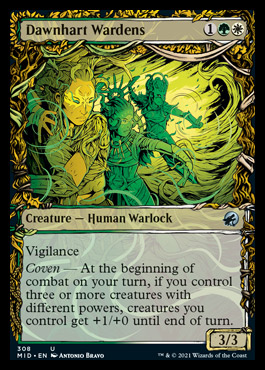 Dawnhart Wardens 1
Creature — Human Warlock
Vigilance
Coven — At the beginning of
combat on your turn, if you control
three or more creatures with
different powers, creatures you
control get +1/+0 until end of turn.
3/3
308 U
MID • EN Antonio Bravo
™ & © 2021 Wizards of the Coast